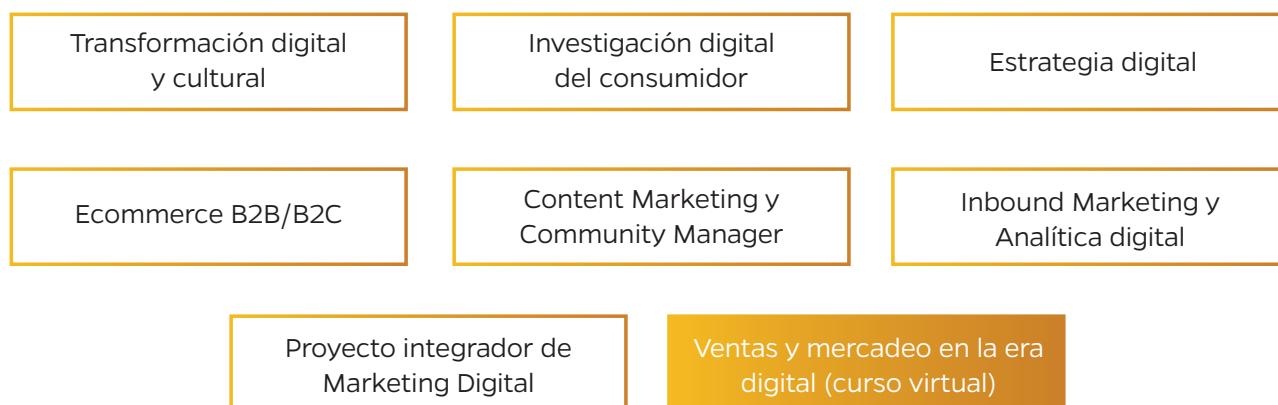 Transformación digital
y cultural
Investigación digital
del consumidor
Estrategia digital
Ecommerce B2B/B2C
Content Marketing y
Community Manager
Inbound Marketing y
Analítica digital
Proyecto integrador de
Marketing Digital
Ventas y mercadeo en la era
digital (curso virtual)